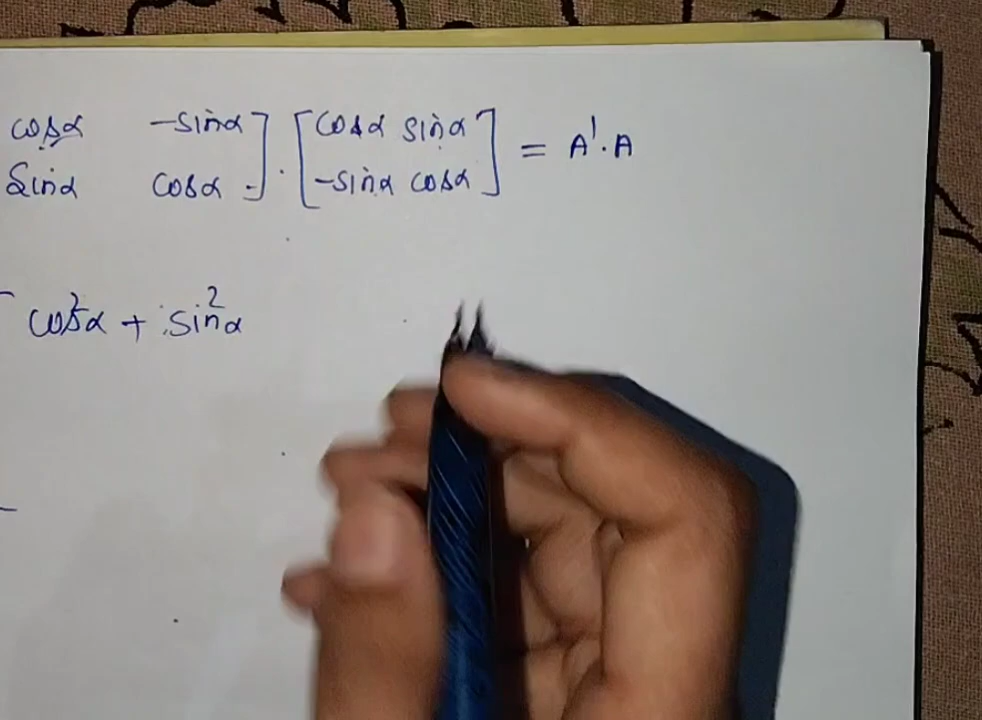 cosα -sinα] . [cosα sinα] = A'.A
sinα cosα] [-sinα cosα]
cos²α + sin²α